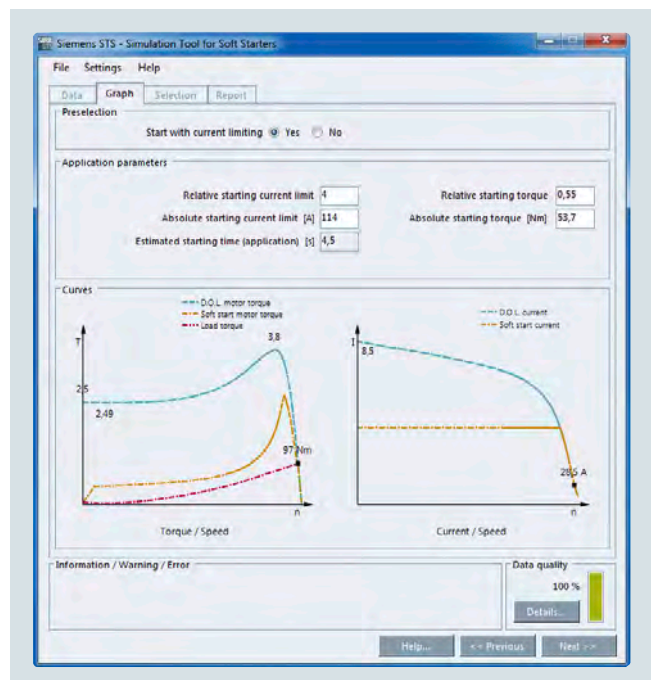 Siemens STS - Simulation Tool for Soft Starters
File Settings Help
Data Graph Selection Report
Preselection
Start with current limiting Yes No
Application parameters
Relative starting current limit 4 Relative starting torque 0,55
Absolute starting current limit [A] 114 Absolute starting torque [Nm] 53,7
Estimated starting time (application) [s] 4,5
Curves
D.O.L. motor torque
Soft start motor torque
Load torque
D.O.L. current
Soft start current
T
3,8
2,5
2,49
97 Nm
n
Torque / Speed
I
8,5
28,5 A
n
Current / Speed
Information / Warning / Error
Data quality
100 %
Details...
Help... << Previous Next >>